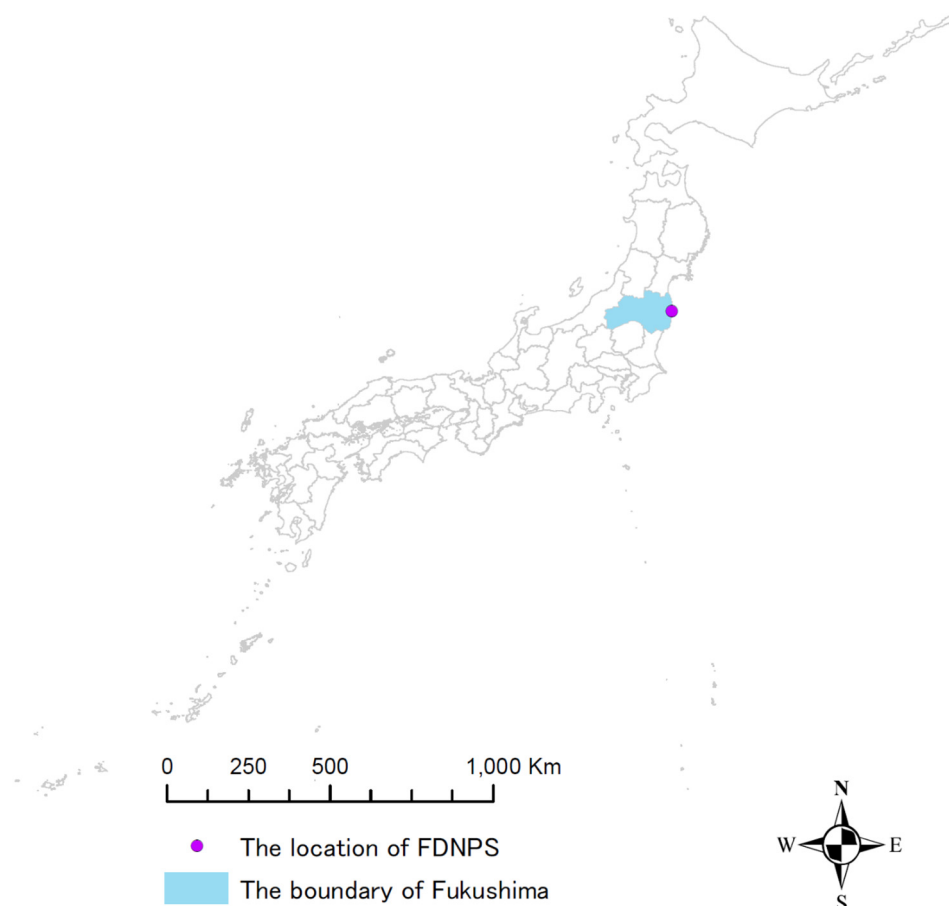 0 250 500 1,000 Km
The location of FDNPS
The boundary of Fukushima
N
W E
S